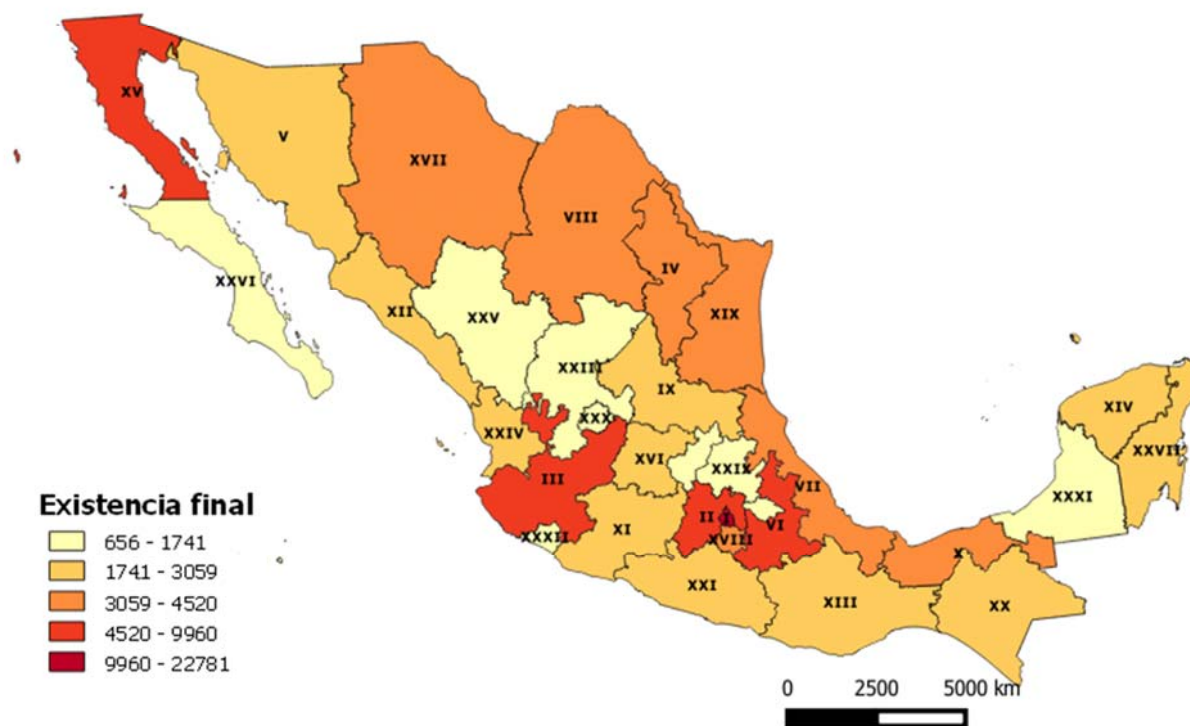 XV
V
XVII
VIII
IV
XXVI
XII
XXV
XIX
XXIII
IX
XXX
XXIV
XVI
XXIX
III
VII
II
I
VI
XI
XVIII
XXXII
XXI
XIII
X
XX
XIV
XXVII
XXXI
Existencia final
656 - 1741
1741 - 3059
3059 - 4520
4520 - 9960
9960 - 22781
0 2500 5000 km